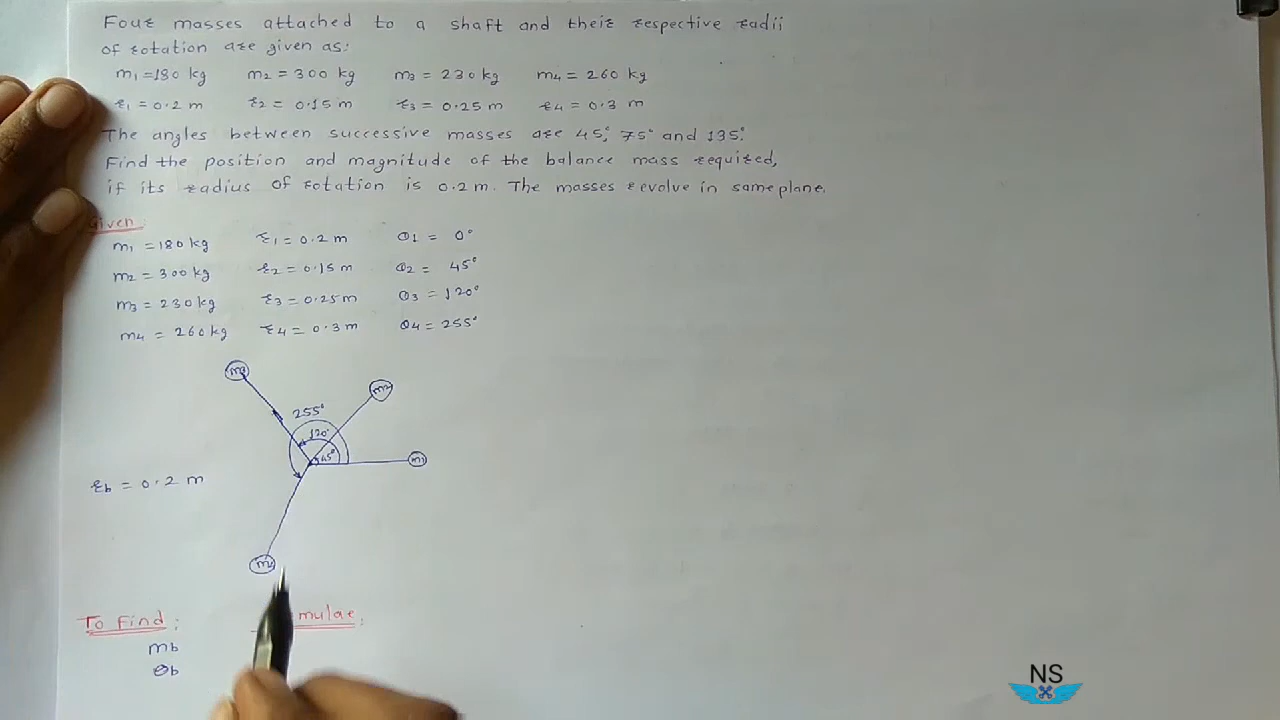 Four masses attached to a shaft and their respective radii
of rotation are given as:
m1 = 180 kg m2 = 300 kg m3 = 230 kg m4 = 260 kg
r1 = 0.2 m r2 = 0.15 m r3 = 0.25 m r4 = 0.3 m
The angles between successive masses are 45°, 75° and 135°.
Find the position and magnitude of the balance mass required,
if its radius of rotation is 0.2 m. The masses revolve in same plane.
Given:
m1 = 180 kg r1 = 0.2 m θ1 = 0°
m2 = 300 kg r2 = 0.15 m θ2 = 45°
m3 = 230 kg r3 = 0.25 m θ3 = 120°
m4 = 260 kg r4 = 0.3 m θ4 = 255°
m3
m2
255°
120°
45°
m1
rb = 0.2 m
m4
To Find: mulae:
mb
θb
NS